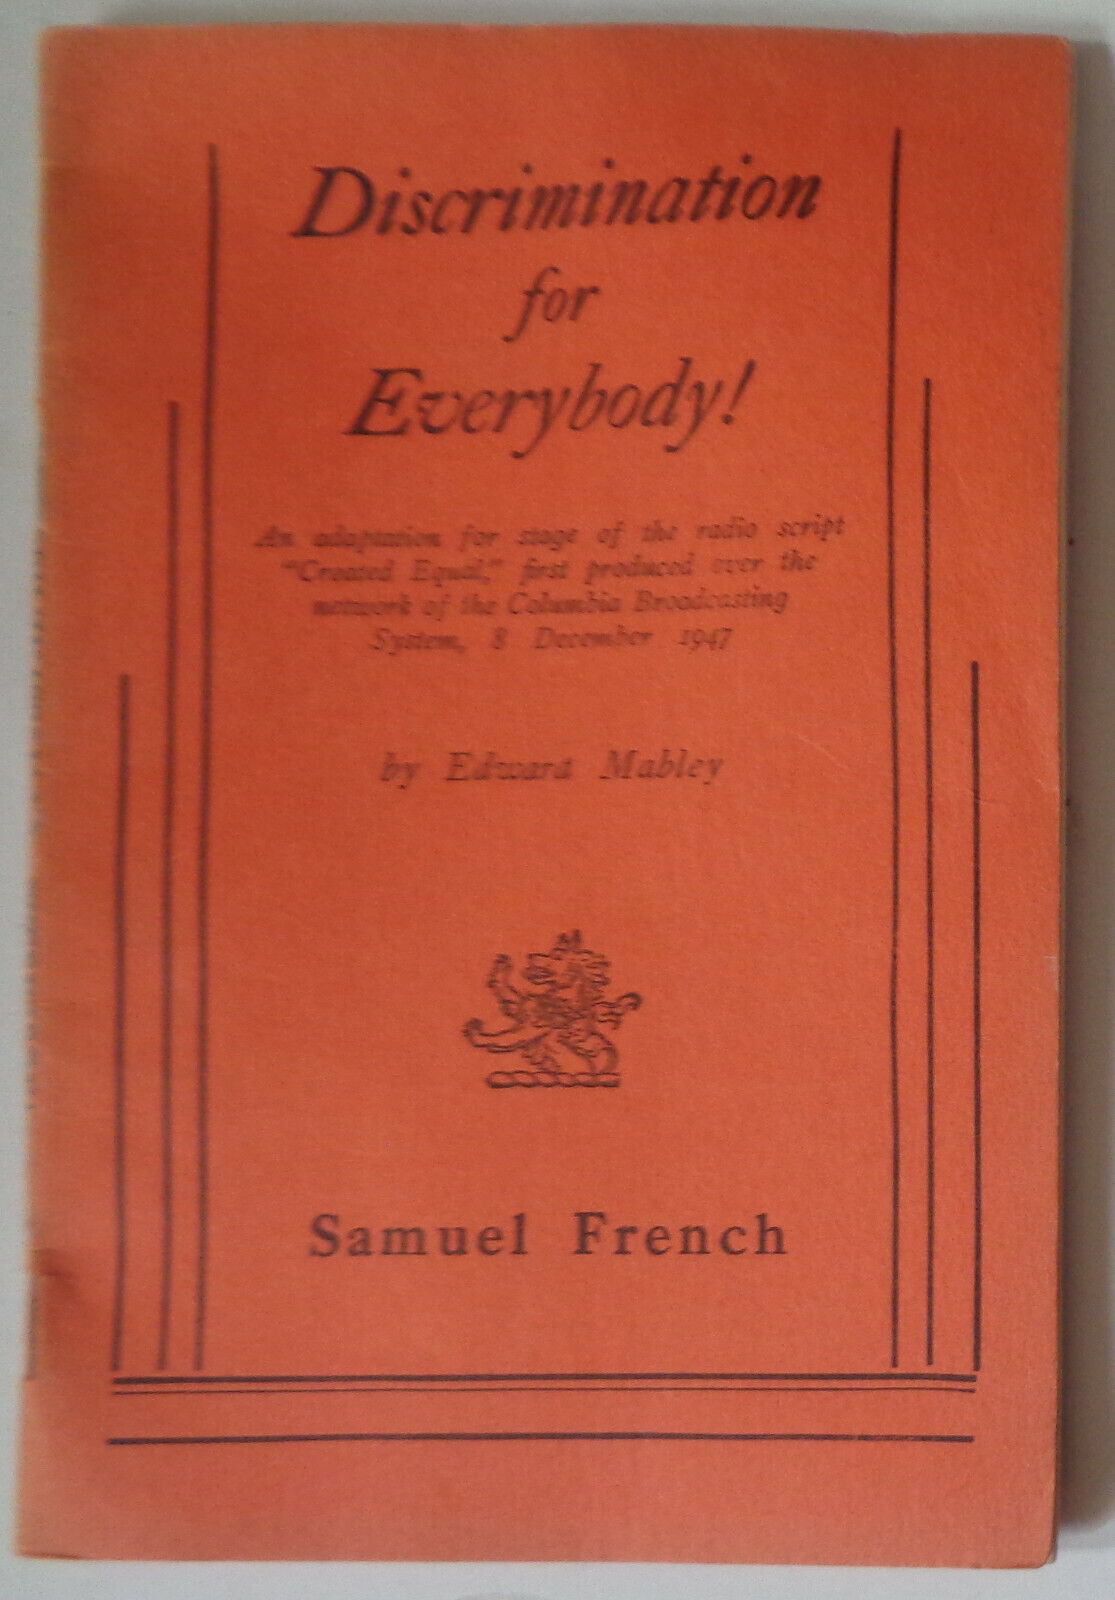 Discrimination
for
Everybody!
An adaptation for stage of the radio script
"Created Equal," first produced over the
network of the Columbia Broadcasting
System, 8 December 1947
by Edward Mabley
Samuel French